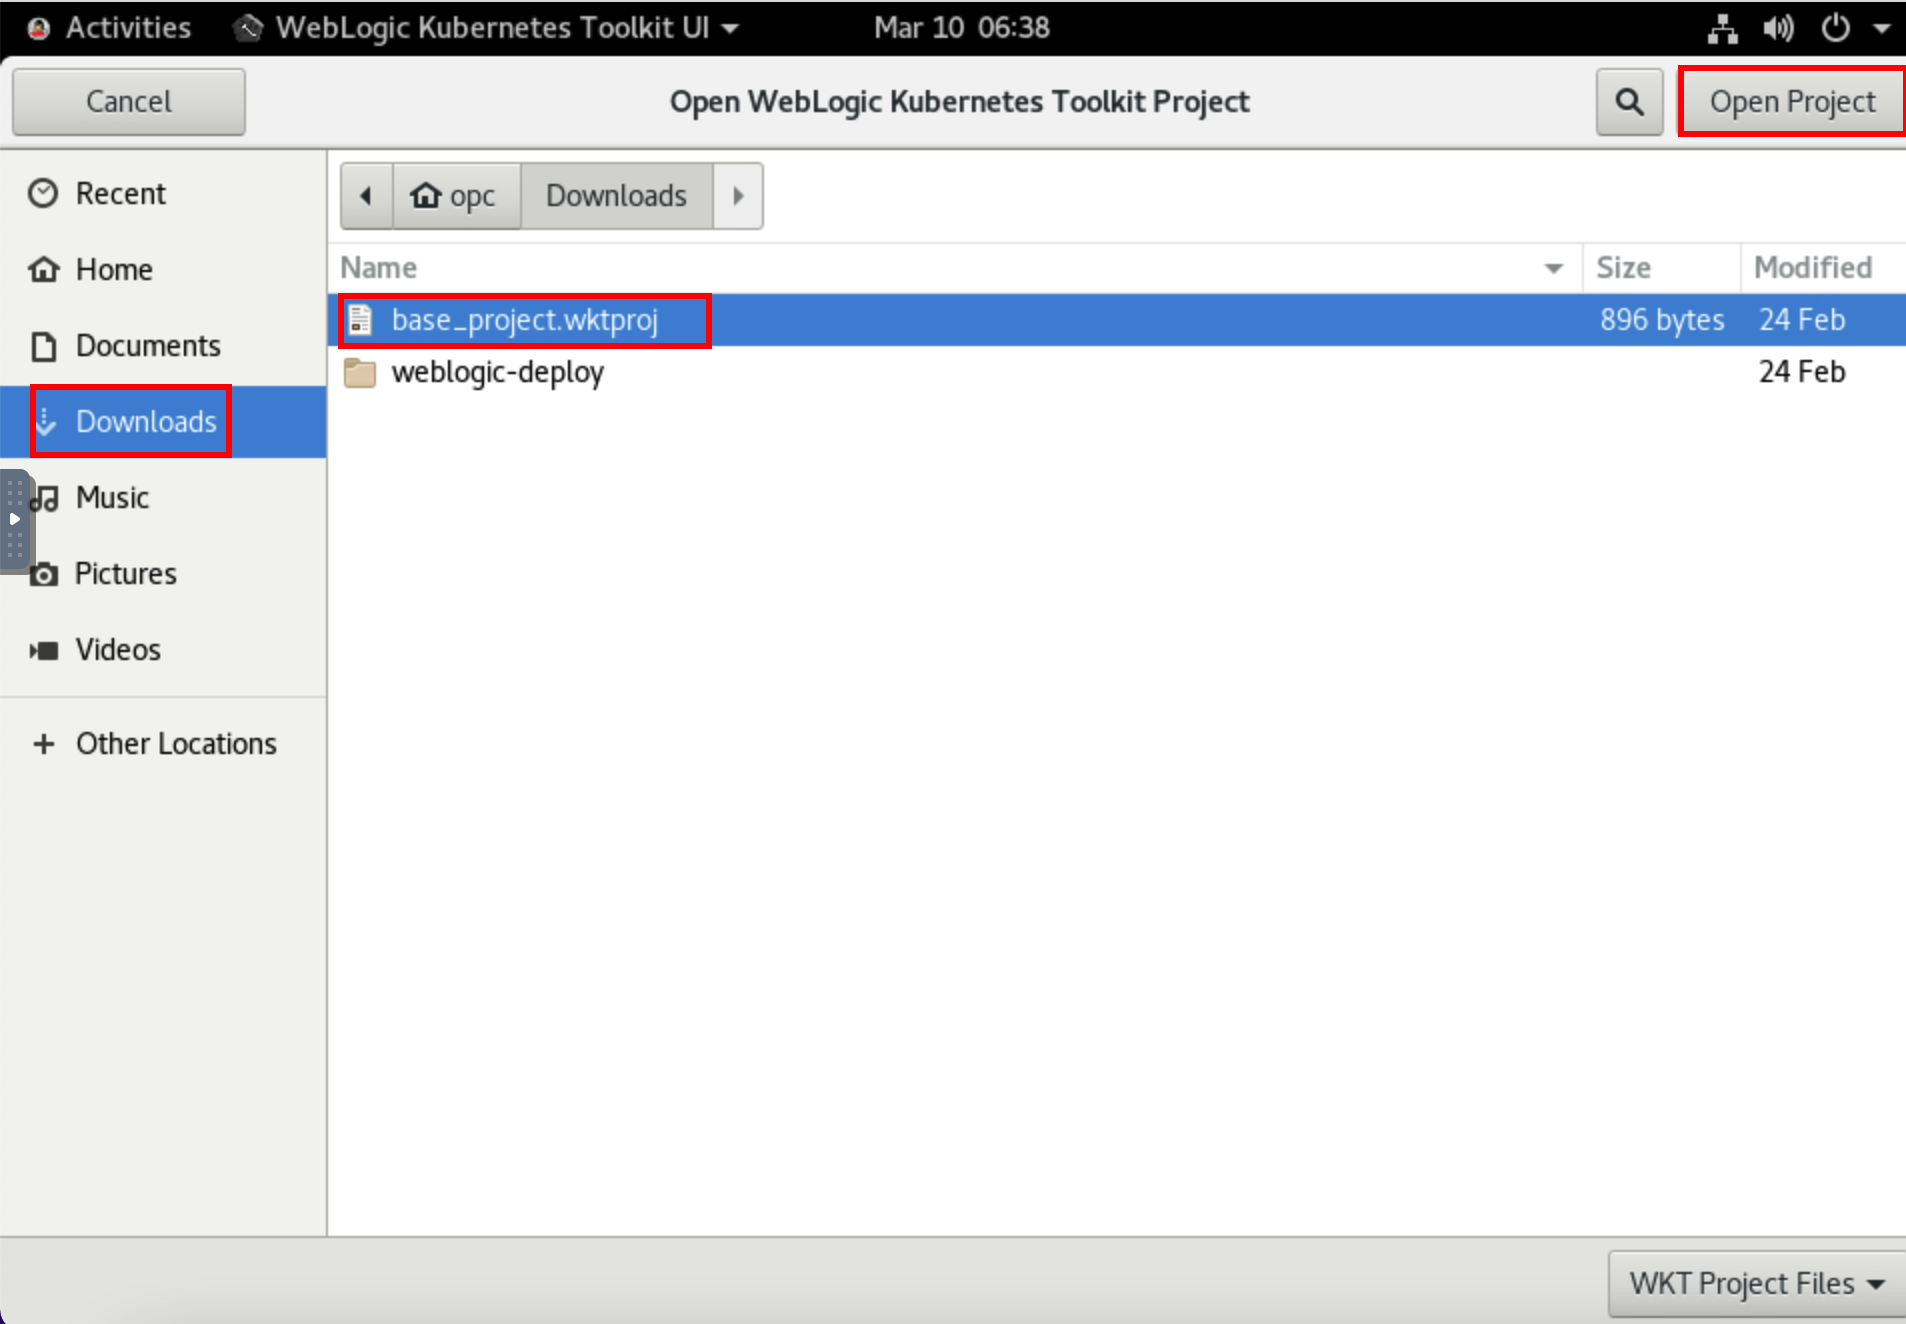 Activities WebLogic Kubernetes Toolkit UI Mar 10 06:38
Cancel Open WebLogic Kubernetes Toolkit Project Open Project
Recent
Home
Documents
Downloads
Music
Pictures
Videos
Other Locations
opc Downloads
Name Size Modified
base_project.wktproj 896 bytes 24 Feb
weblogic-deploy 24 Feb
WKT Project Files